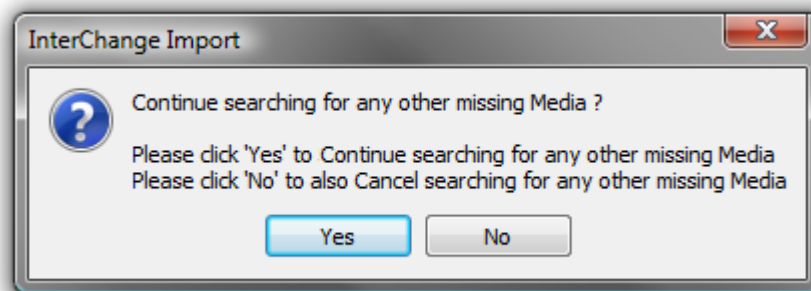 InterChange Import
Continue searching for any other missing Media ?
Please click 'Yes' to Continue searching for any other missing Media
Please click 'No' to also Cancel searching for any other missing Media
Yes
No